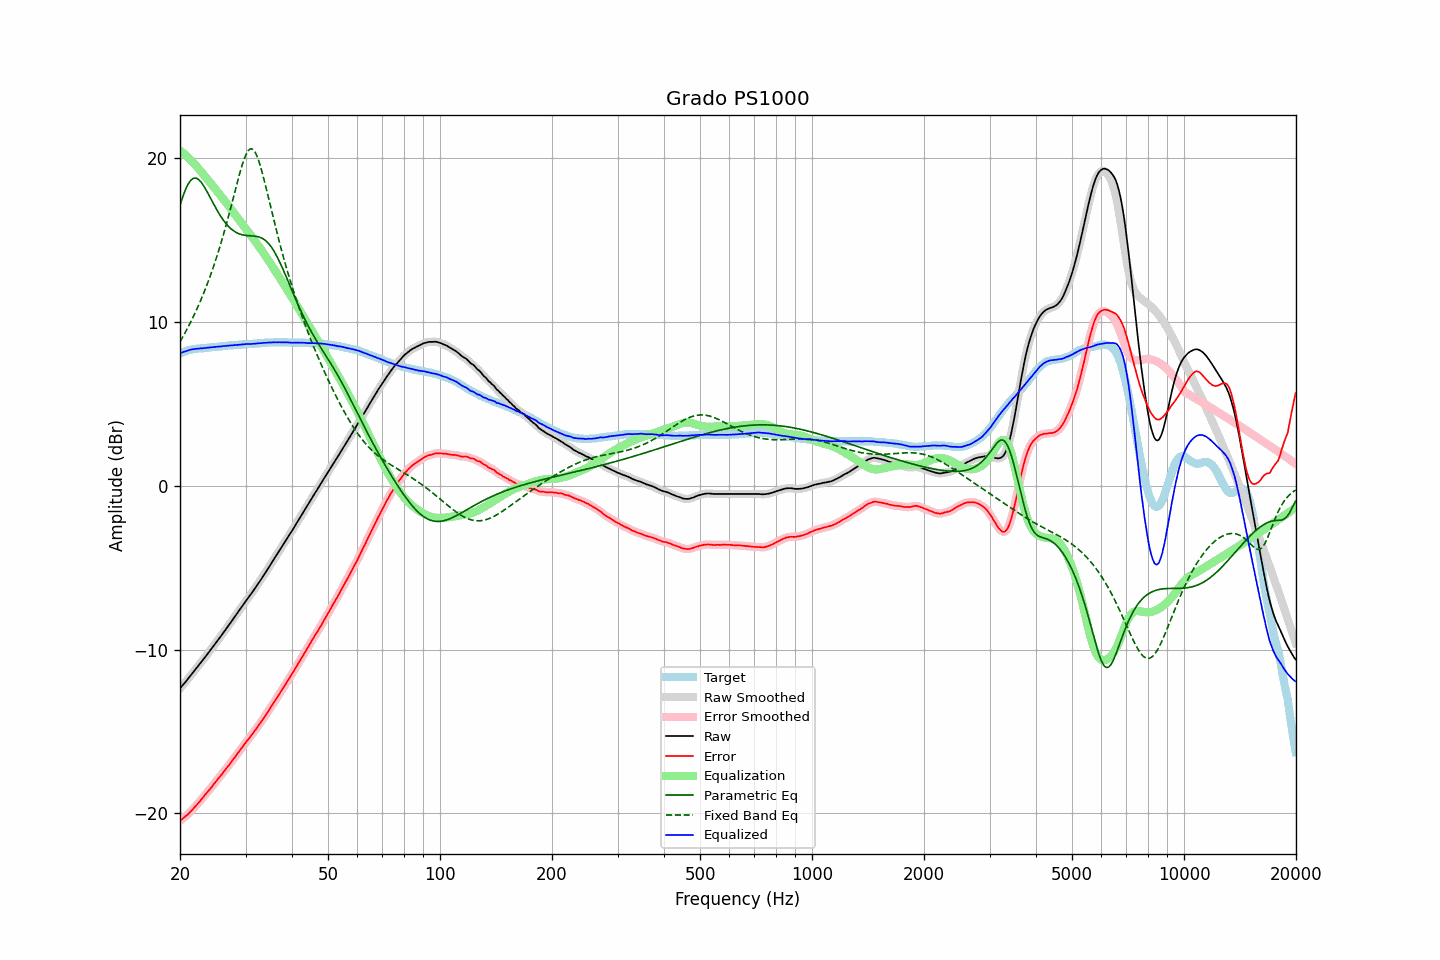 Grado PS1000
Amplitude (dBr)
20
10
0
−10
−20
Target
Raw Smoothed
Error Smoothed
Raw
Error
Equalization
Parametric Eq
Fixed Band Eq
Equalized
20 50 100 200 500 1000 2000 5000 10000 20000
Frequency (Hz)